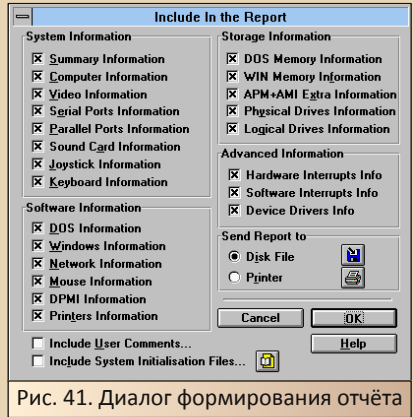 Include In the Report
System Information
Summary Information
Computer Information
Video Information
Serial Ports Information
Parallel Ports Information
Sound Card Information
Joystick Information
Keyboard Information
Software Information
DOS Information
Windows Information
Network Information
Mouse Information
DPMI Information
Printers Information
Include User Comments...
Include System Initialisation Files...
Storage Information
DOS Memory Information
WIN Memory Information
APM+AMI Extra Information
Physical Drives Information
Logical Drives Information
Advanced Information
Hardware Interrupts Info
Software Interrupts Info
Device Drivers Info
Send Report to
Disk File
Printer
Cancel
OK
Help
Рис. 41. Диалог формирования отчёта